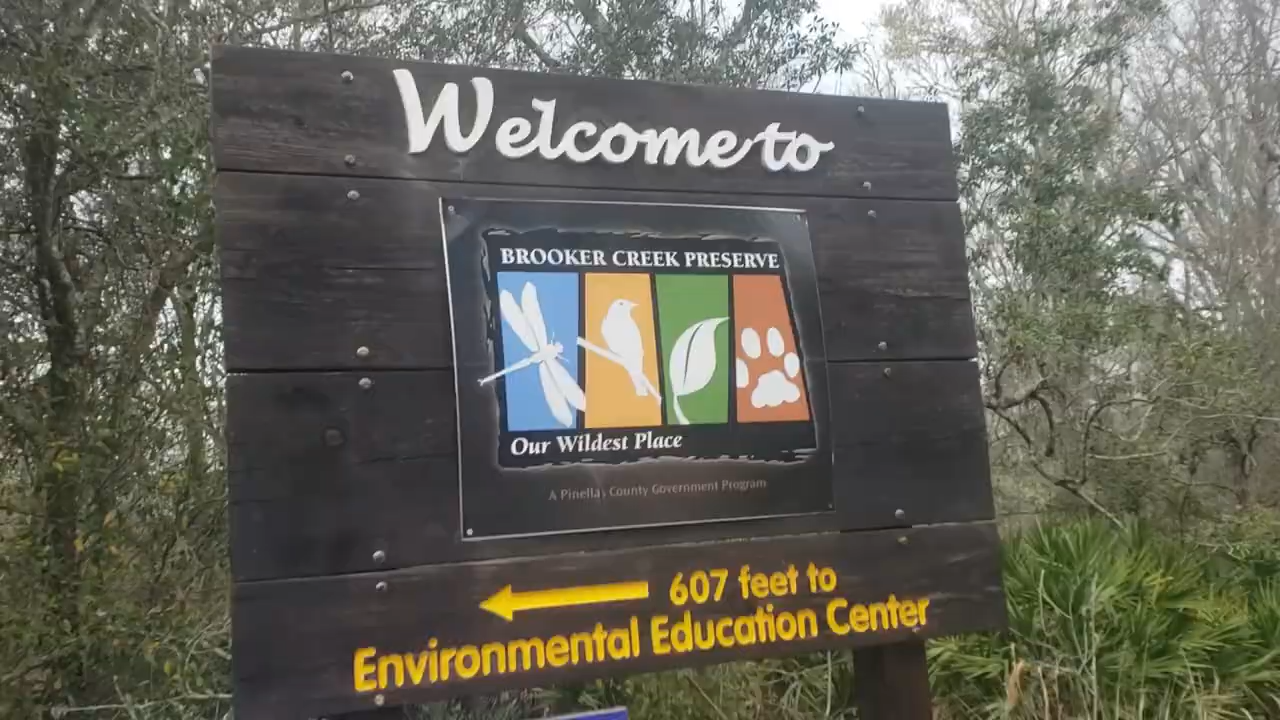 Welcome to
BROOKER CREEK PRESERVE
Our Wildest Place
A Pinellas County Government Program
607 feet to
Environmental Education Center